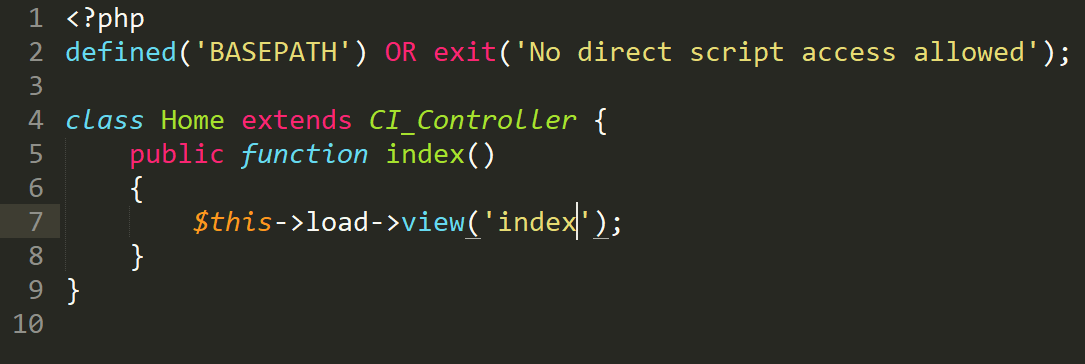 1 <?php
2 defined('BASEPATH') OR exit('No direct script access allowed');
3
4 class Home extends CI_Controller {
5     public function index()
6     {
7         $this->load->view('index');
8     }
9 }
10